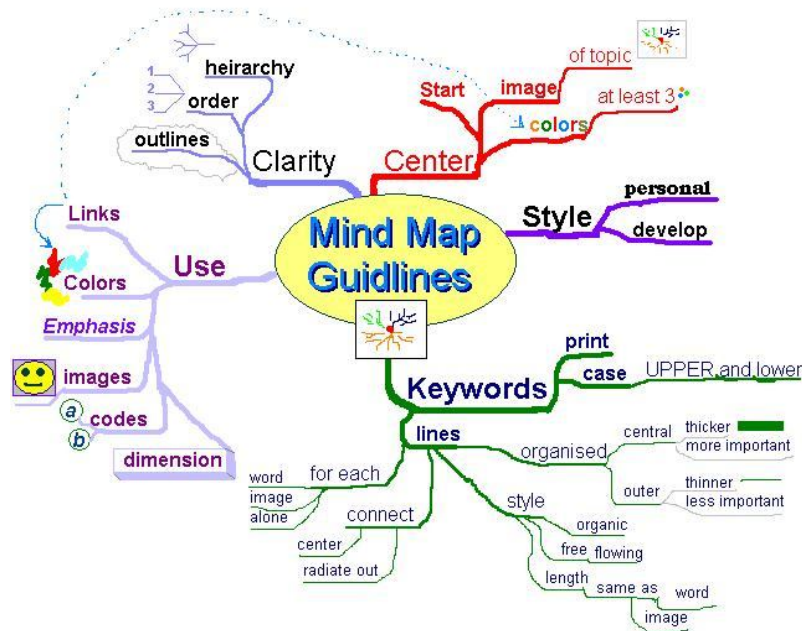 Mind Map
Guidlines
Center
Start
image
of topic
colors
at least 3
Style
personal
develop
Keywords
print
case
UPPER and lower
lines
organised
central
thicker
more important
outer
thinner
less important
style
organic
free flowing
length
same as
word
image
connect
center
radiate out
for each
word
image
alone
Use
Links
Colors
Emphasis
images
codes
a
b
dimension
Clarity
heirarchy
order
1
2
3
outlines